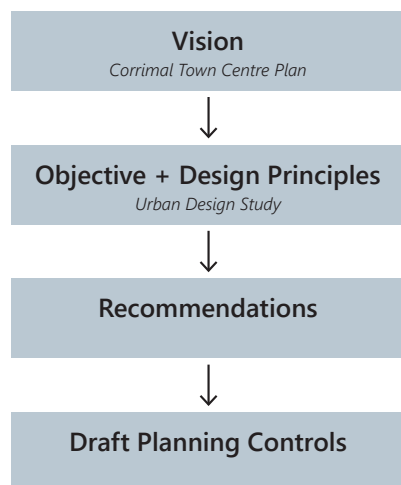 Vision
Corrimal Town Centre Plan
Objective + Design Principles
Urban Design Study
Recommendations
Draft Planning Controls